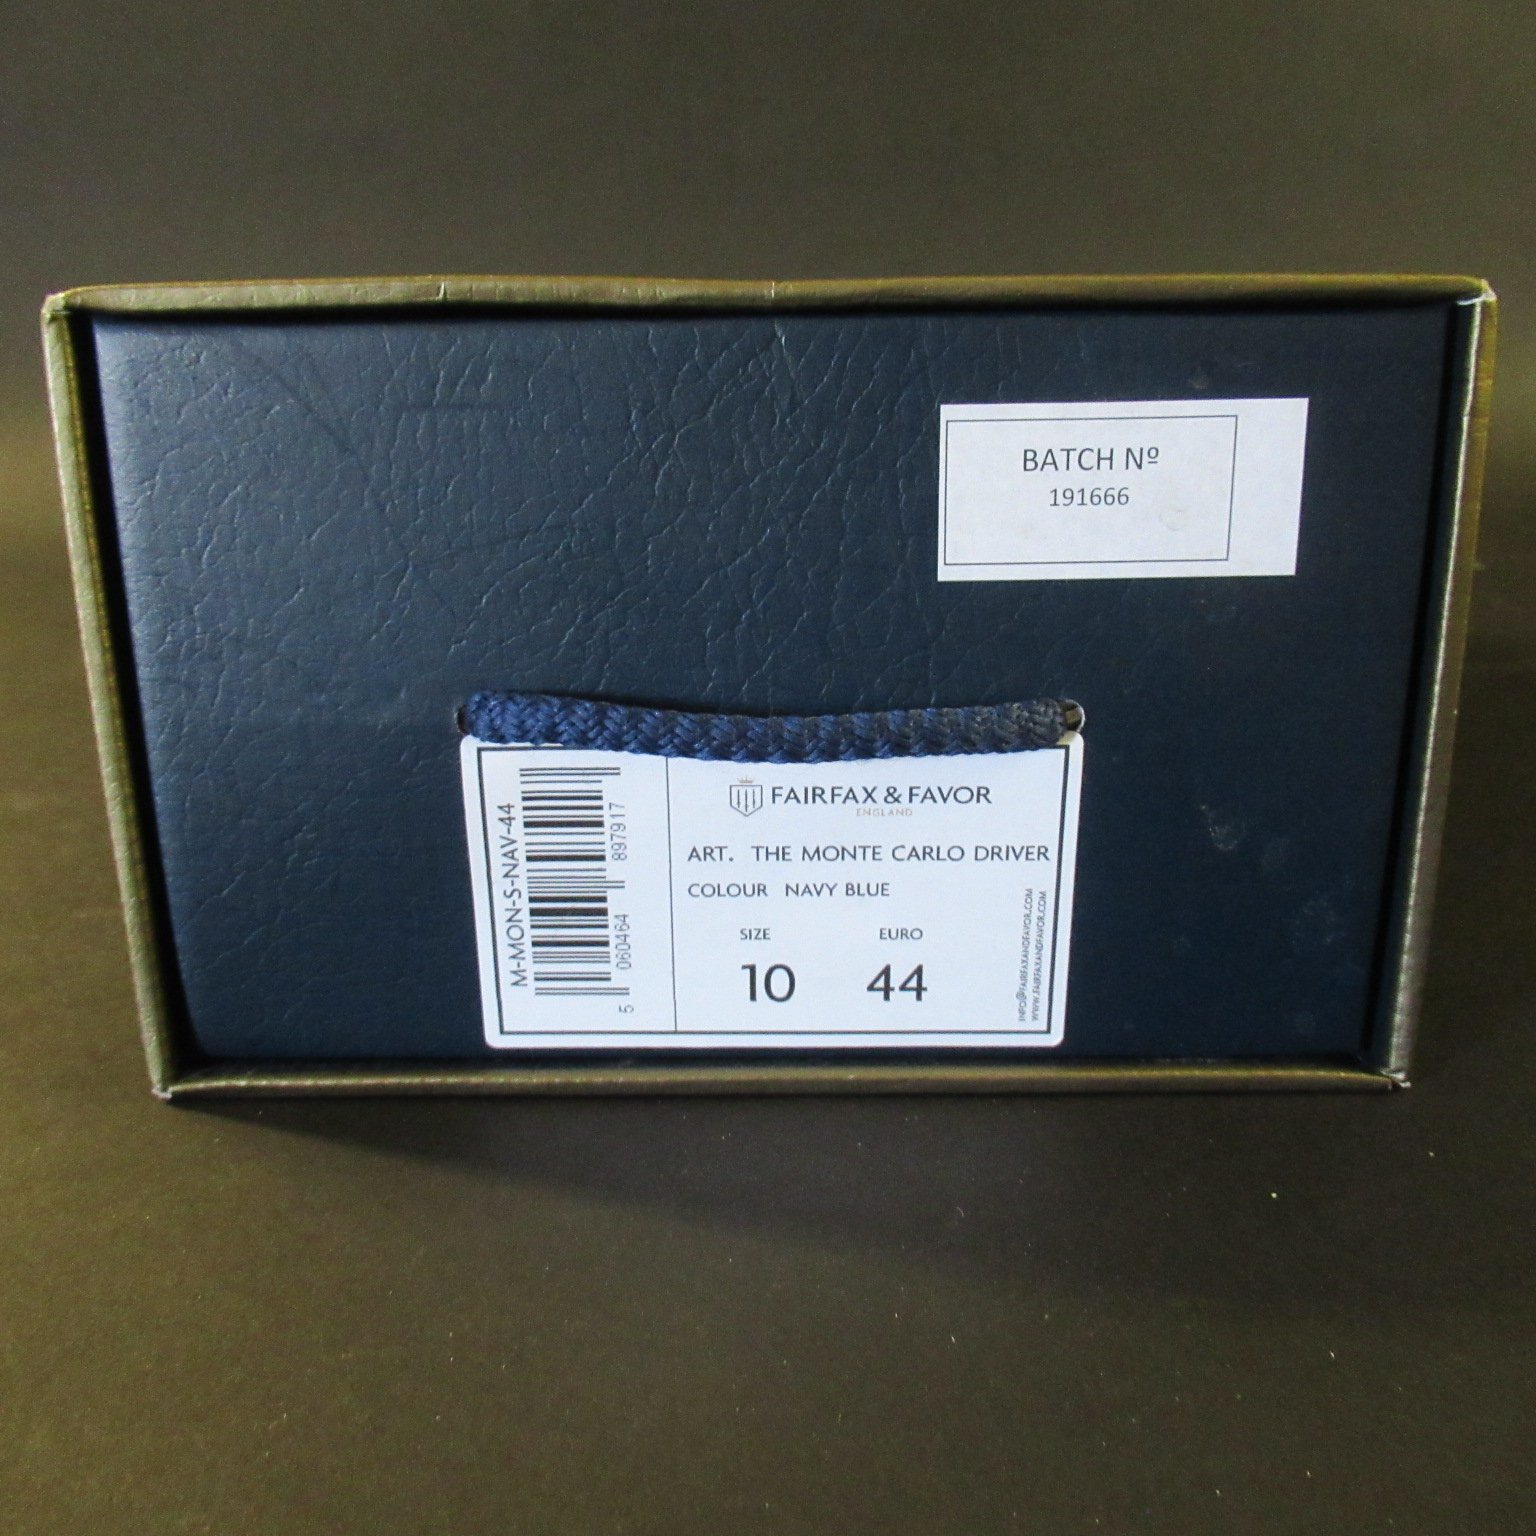 BATCH Nº
191666
M-MON-S-NAV-44
5 060464 897917
FAIRFAX & FAVOR
ENGLAND
ART. THE MONTE CARLO DRIVER
COLOUR NAVY BLUE
SIZE EURO
10 44
INFO@FAIRFAXANDFAVOR.COM
WWW.FAIRFAXANDFAVOR.COM